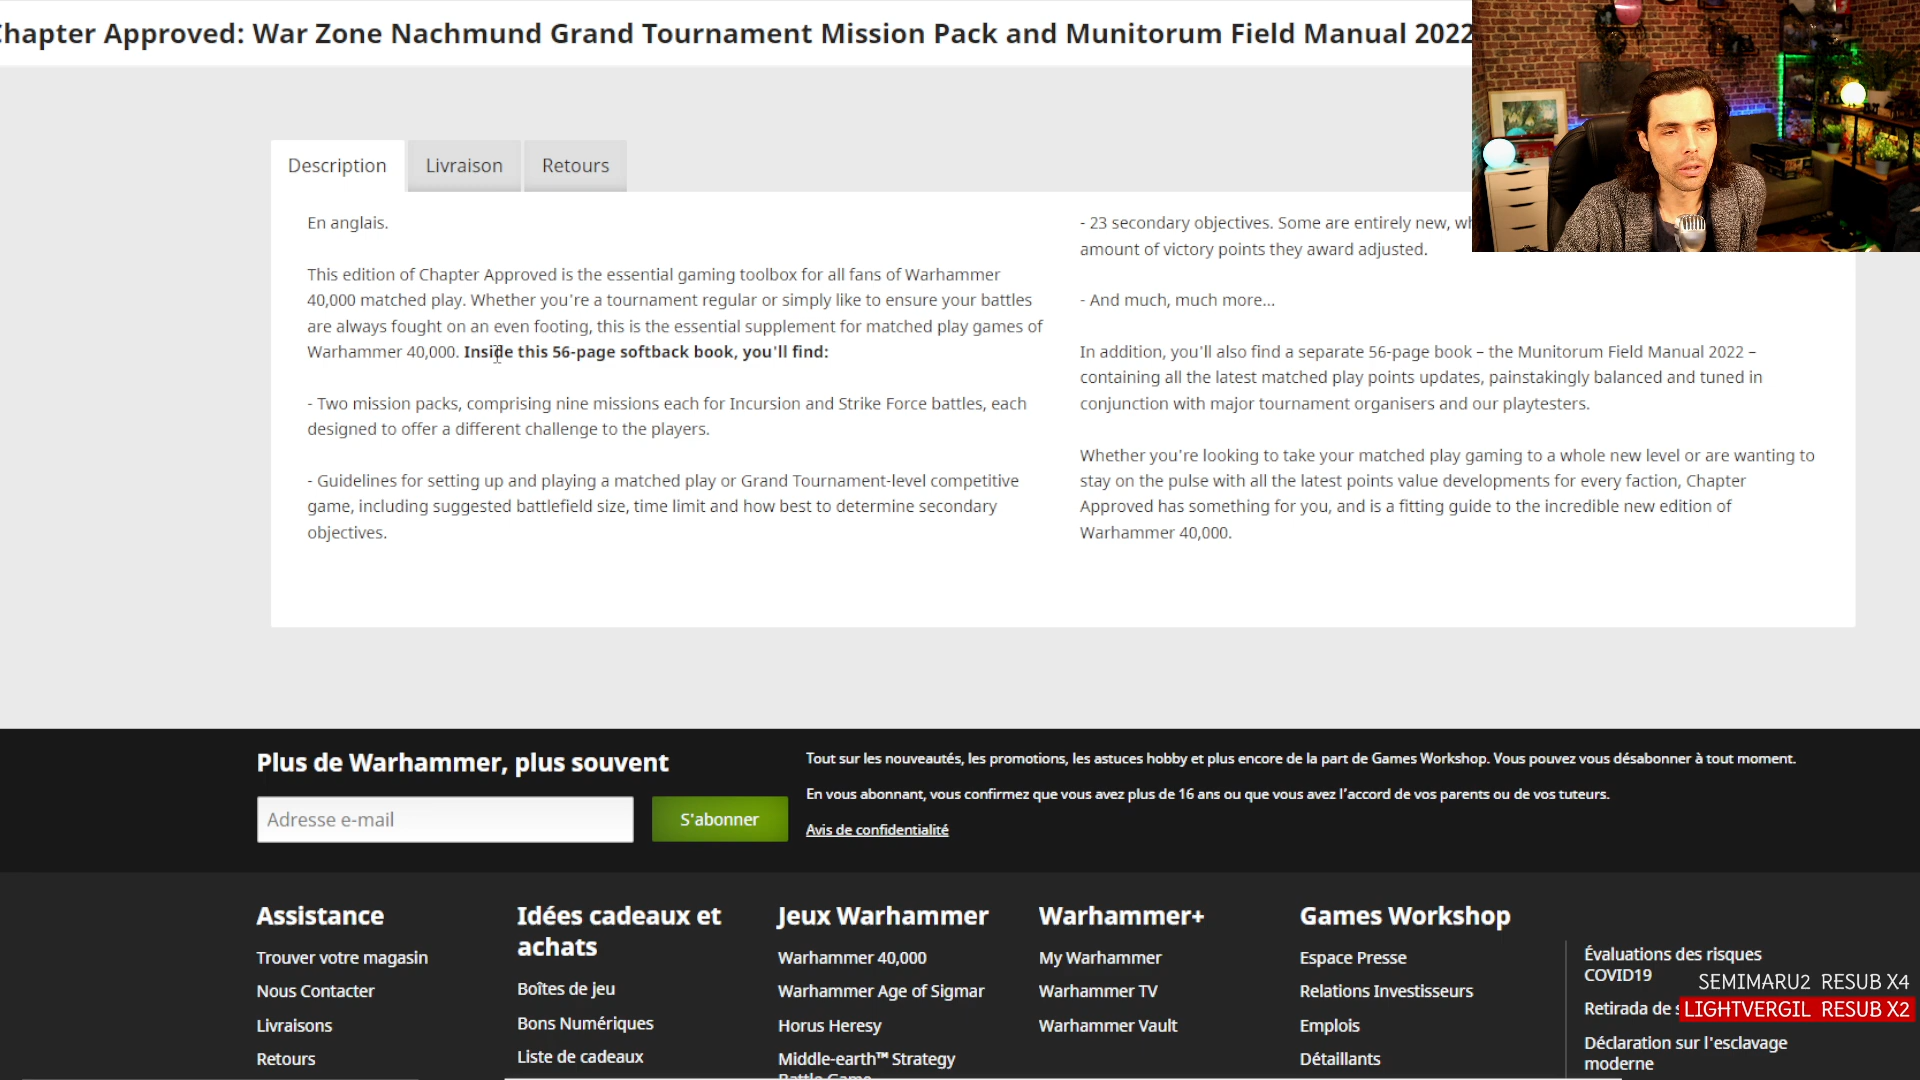 Chapter Approved: War Zone Nachmund Grand Tournament Mission Pack and Munitorum Field Manual 2022
Description
Livraison
Retours
En anglais.
This edition of Chapter Approved is the essential gaming toolbox for all fans of Warhammer
40,000 matched play. Whether you're a tournament regular or simply like to ensure your battles
are always fought on an even footing, this is the essential supplement for matched play games of
Warhammer 40,000. Inside this 56-page softback book, you'll find:
- Two mission packs, comprising nine missions each for Incursion and Strike Force battles, each
designed to offer a different challenge to the players.
- Guidelines for setting up and playing a matched play or Grand Tournament-level competitive
game, including suggested battlefield size, time limit and how best to determine secondary
objectives.
- 23 secondary objectives. Some are entirely new,
amount of victory points they award adjusted.
- And much, much more...
In addition, you'll also find a separate 56-page book – the Munitorum Field Manual 2022 –
containing all the latest matched play points updates, painstakingly balanced and tuned in
conjunction with major tournament organisers and our playtesters.
Whether you're looking to take your matched play gaming to a whole new level or are wanting to
stay on the pulse with all the latest points value developments for every faction, Chapter
Approved has something for you, and is a fitting guide to the incredible new edition of
Warhammer 40,000.
Plus de Warhammer, plus souvent
Adresse e-mail
S'abonner
Tout sur les nouveautés, les promotions, les astuces hobby et plus encore de la part de Games Workshop. Vous pouvez vous désabonner à tout moment.
En vous abonnant, vous confirmez que vous avez plus de 16 ans ou que vous avez l'accord de vos parents ou de vos tuteurs.
Avis de confidentialité
Assistance
Trouver votre magasin
Nous Contacter
Livraisons
Retours
Idées cadeaux et
achats
Boîtes de jeu
Bons Numériques
Liste de cadeaux
Jeux Warhammer
Warhammer 40,000
Warhammer Age of Sigmar
Horus Heresy
Middle-earth™ Strategy
Battle Game
Warhammer+
My Warhammer
Warhammer TV
Warhammer Vault
Games Workshop
Espace Presse
Relations Investisseurs
Emplois
Détaillants
Évaluations des risques
COVID19
Retirada de
Déclaration sur l'esclavage
moderne
SEMIMARU2 RESUB X4
LIGHTVERGIL RESUB X2